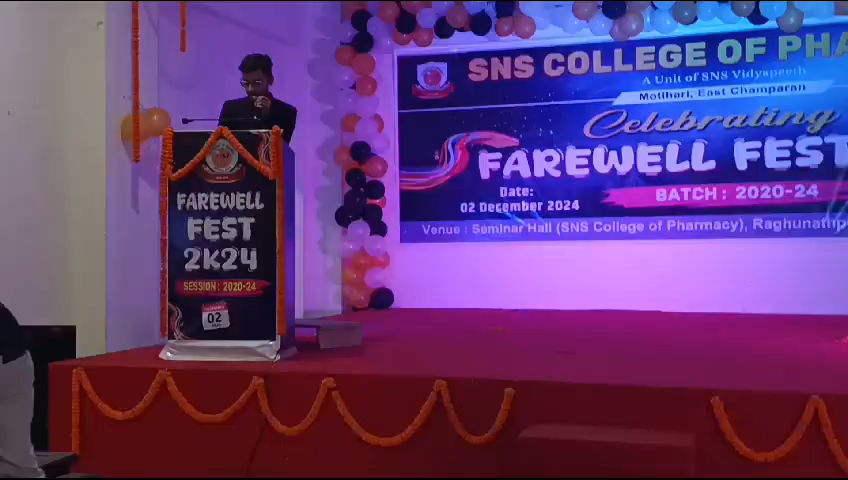 SNS COLLEGE OF PHA
A Unit of SNS Vidyapeeth
Motihari, East Champaran
Celebrating
FAREWELL FEST
Date:
02 December 2024
BATCH : 2020-24
Venue : Seminar Hall (SNS College of Pharmacy), Raghunathp
FAREWELL
FEST
2K24
SESSION : 2020-24
02